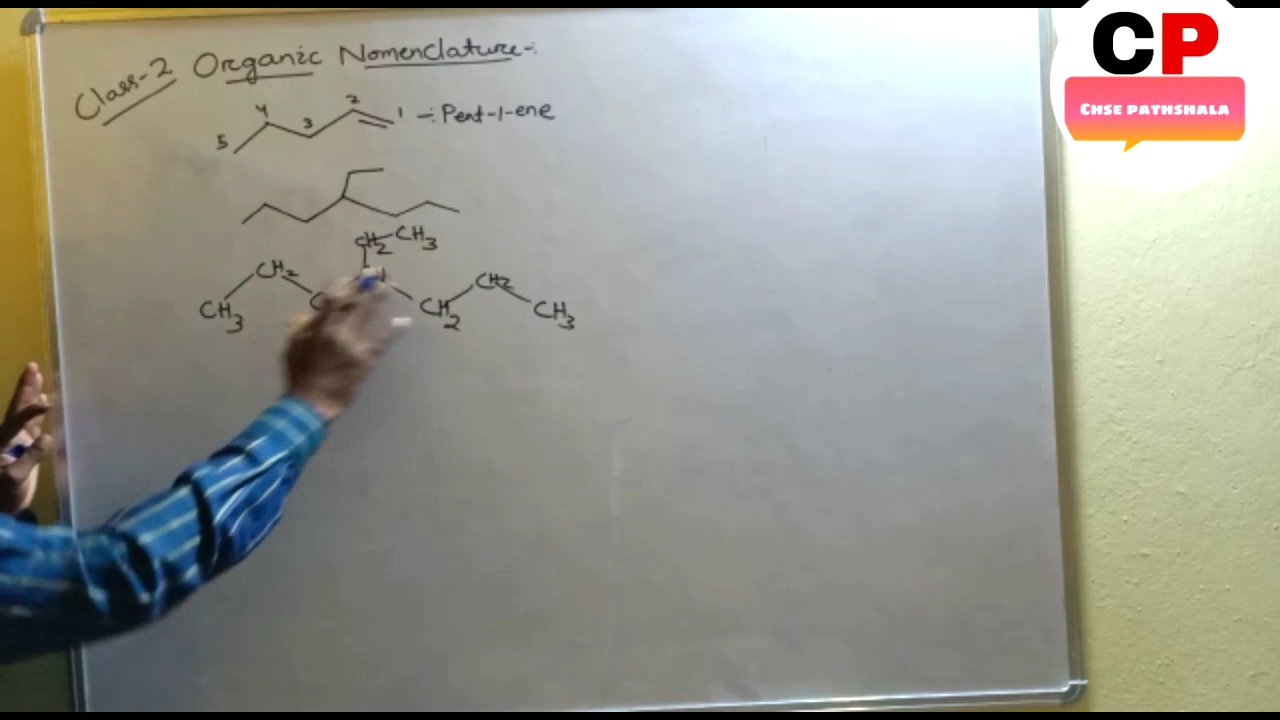 Class-2 Organic Nomenclature-:
5 4 3 2 1 -: Pent-1-ene
CH2-CH3
CH3 CH2 CH2 CH2 CH3
CP
CHSE PATHSHALA